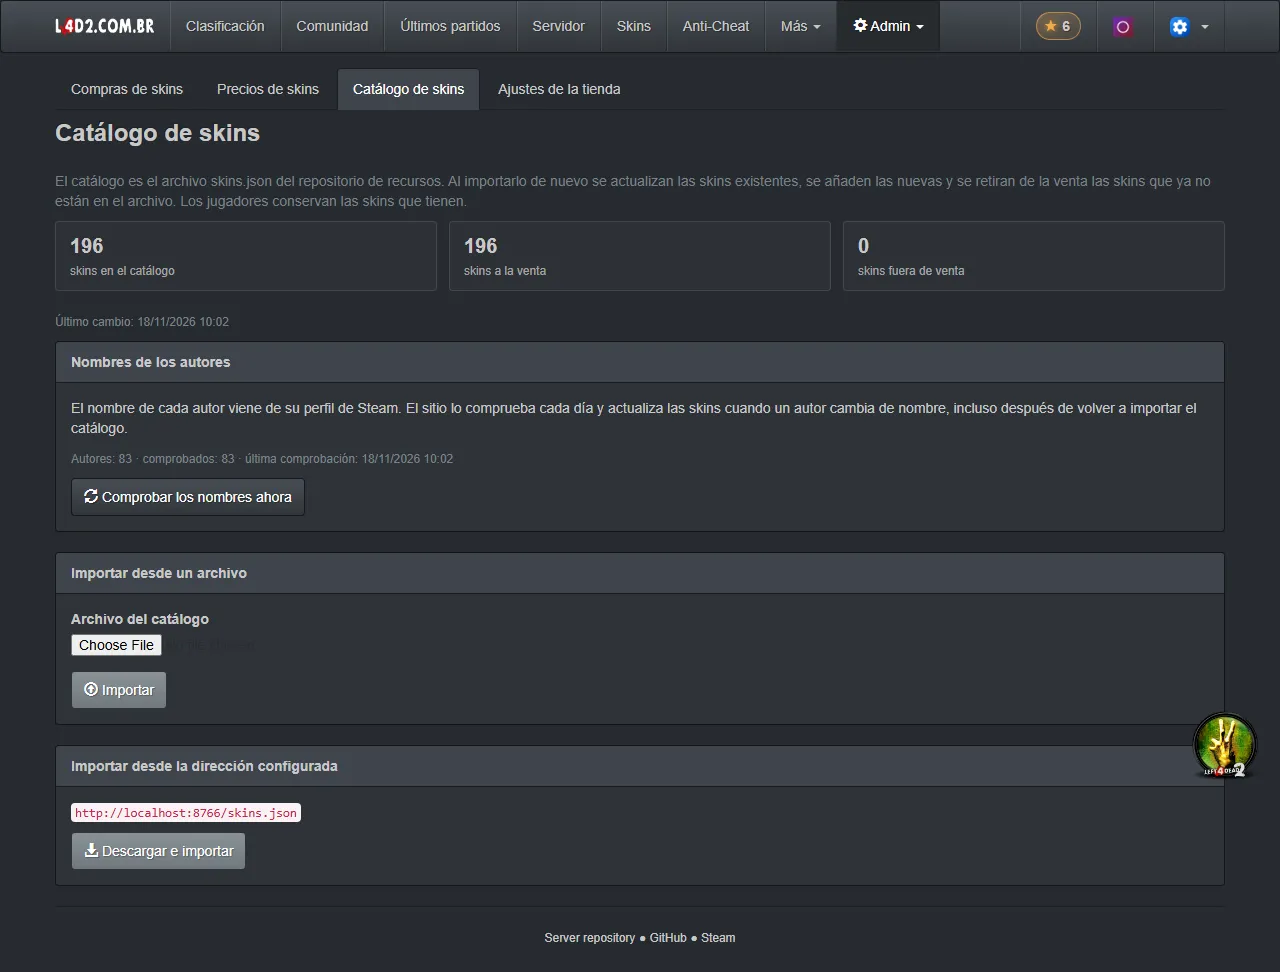 L4D2.COM.BR Clasificación Comunidad Últimos partidos Servidor Skins Anti-Cheat Más Admin 6
Compras de skins Precios de skins Catálogo de skins Ajustes de la tienda
Catálogo de skins
El catálogo es el archivo skins.json del repositorio de recursos. Al importarlo de nuevo se actualizan las skins existentes, se añaden las nuevas y se retiran de la venta las skins que ya no
están en el archivo. Los jugadores conservan las skins que tienen.
196 196 0
skins en el catálogo skins a la venta skins fuera de venta
Último cambio: 18/11/2026 10:02
Nombres de los autores
El nombre de cada autor viene de su perfil de Steam. El sitio lo comprueba cada día y actualiza las skins cuando un autor cambia de nombre, incluso después de volver a importar el
catálogo.
Autores: 83 · comprobados: 83 · última comprobación: 18/11/2026 10:02
Comprobar los nombres ahora
Importar desde un archivo
Archivo del catálogo
Choose File
Importar
LEFT 4 DEAD 2
Importar desde la dirección configurada
http://localhost:8766/skins.json
Descargar e importar
Server repository ● GitHub ● Steam